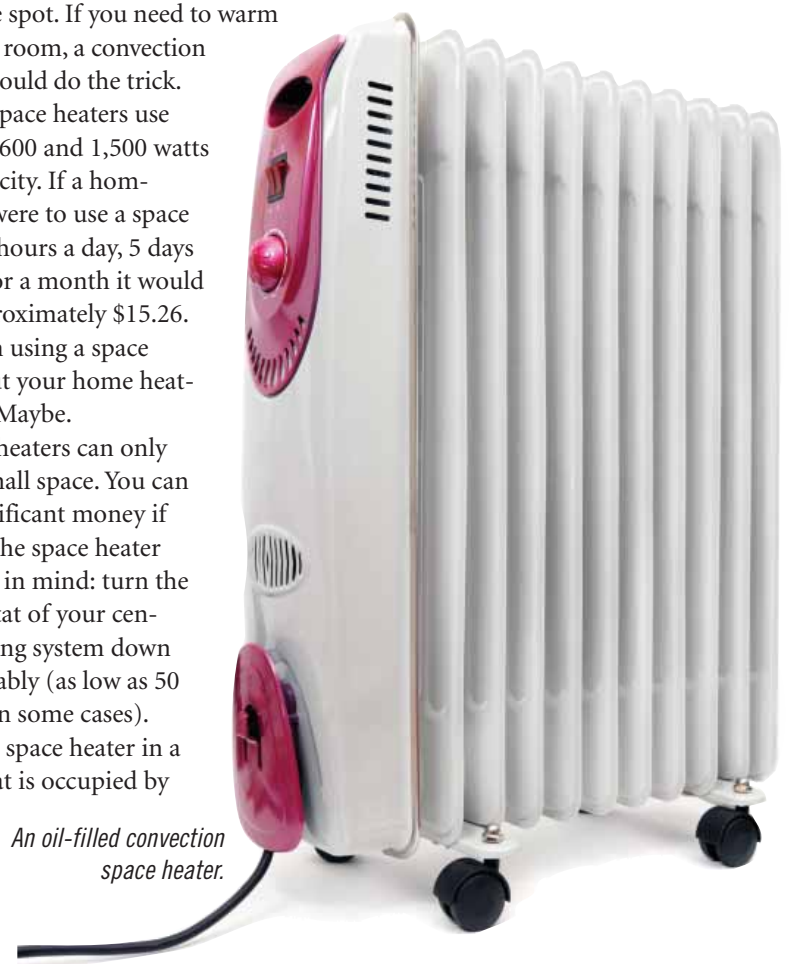 e spot. If you need to warm
room, a convection
ould do the trick.
pace heaters use
600 and 1,500 watts
city. If a hom-
were to use a space
hours a day, 5 days
or a month it would
roximately $15.26.
n using a space
at your home heat-
Maybe.
heaters can only
mall space. You can
ificant money if
he space heater
in mind: turn the
tat of your cen-
ng system down
ably (as low as 50
n some cases).
space heater in a
at is occupied by
An oil-filled convection
space heater.